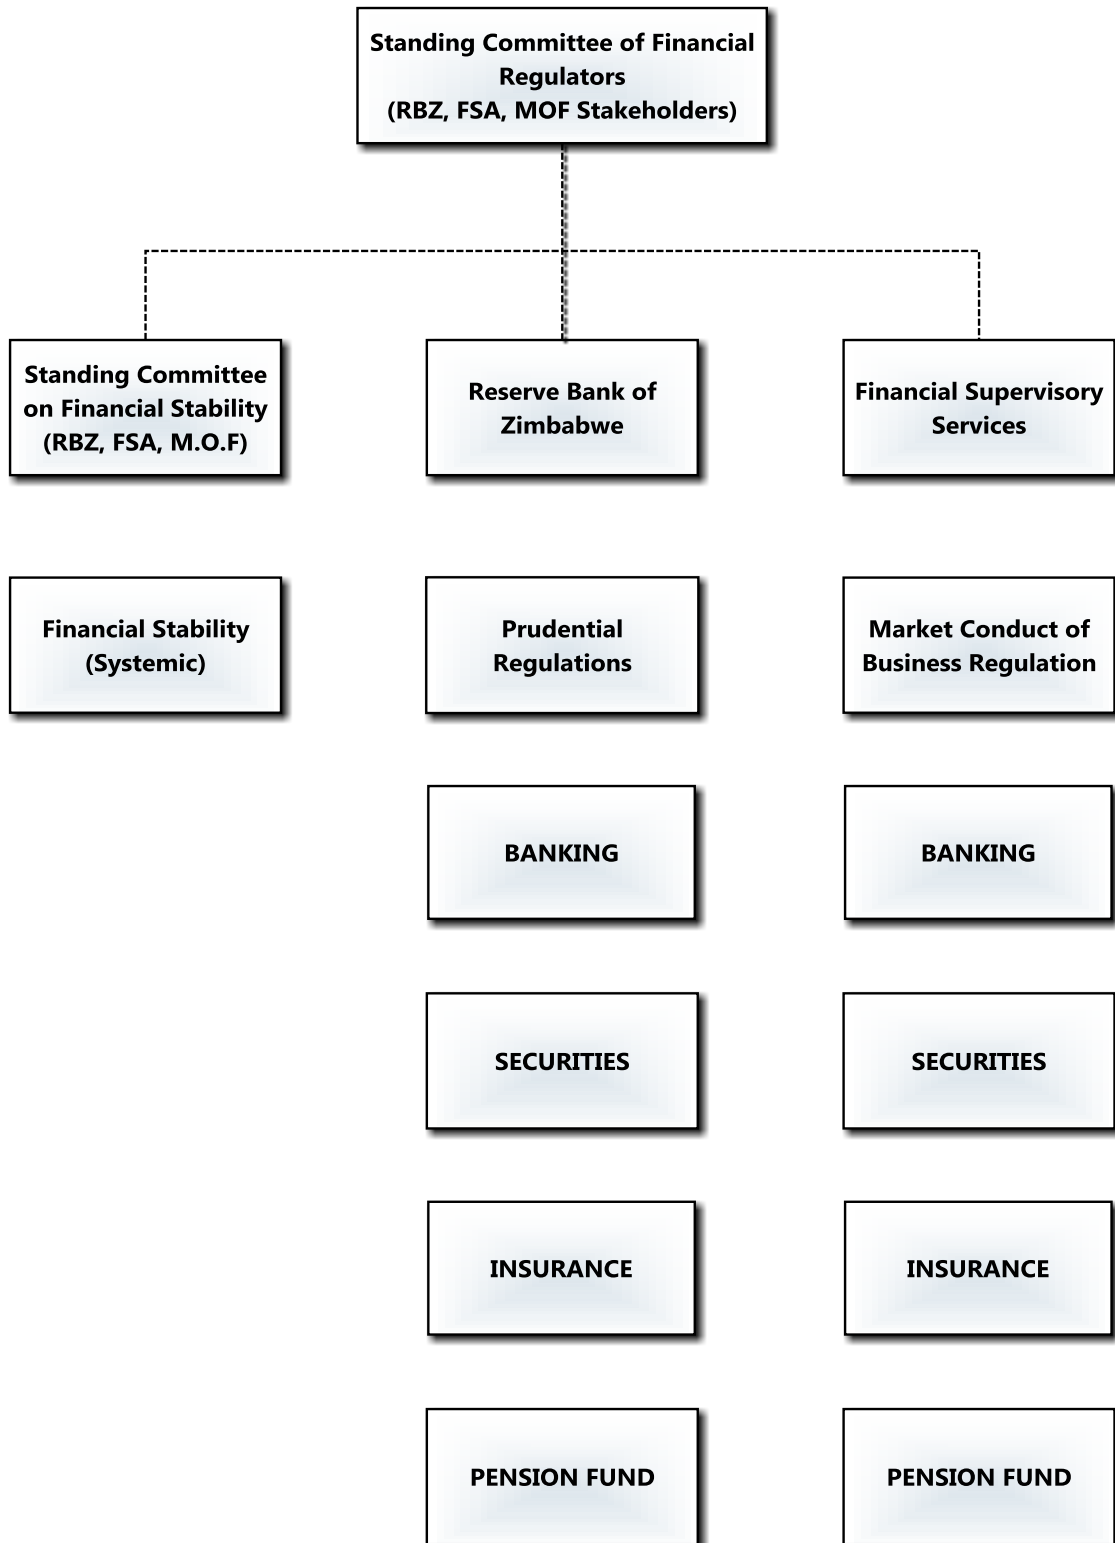 Standing Committee of Financial
Regulators
(RBZ, FSA, MOF Stakeholders)
Standing Committee
on Financial Stability
(RBZ, FSA, M.O.F)
Reserve Bank of
Zimbabwe
Financial Supervisory
Services
Financial Stability
(Systemic)
Prudential
Regulations
Market Conduct of
Business Regulation
BANKING
BANKING
SECURITIES
SECURITIES
INSURANCE
INSURANCE
PENSION FUND
PENSION FUND